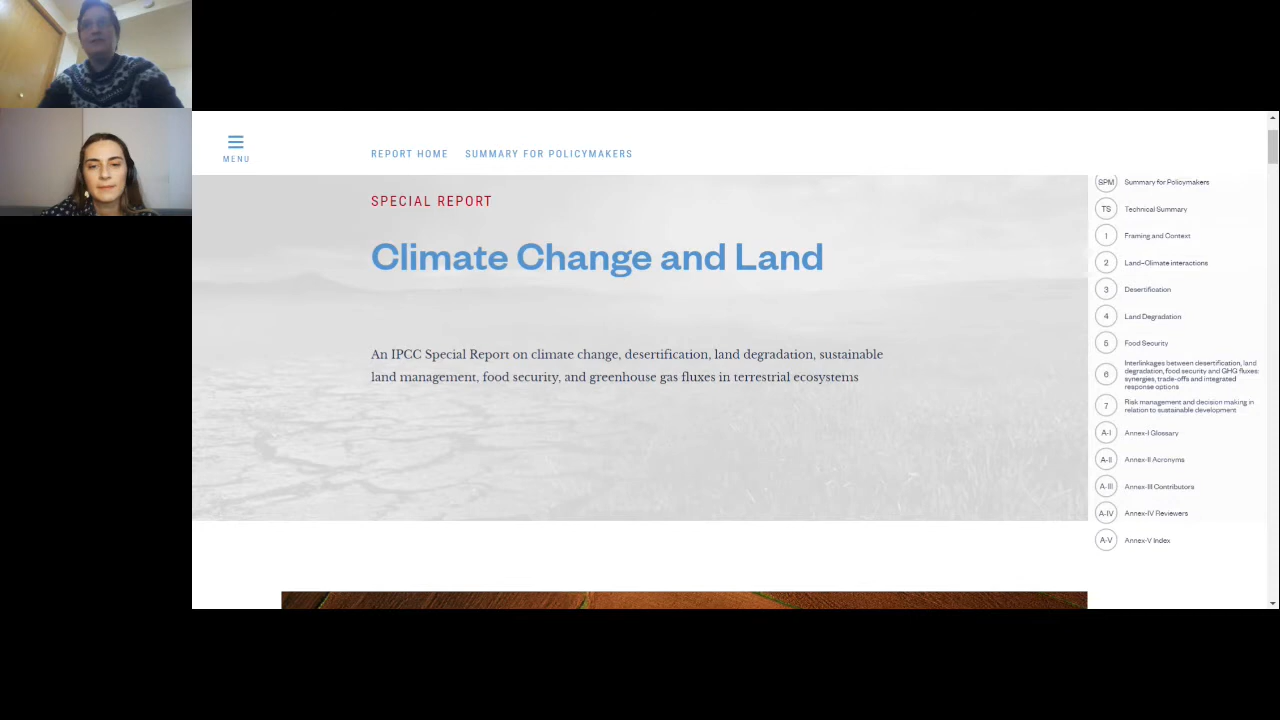 MENU
REPORT HOME
SUMMARY FOR POLICYMAKERS
SPECIAL REPORT
Climate Change and Land
An IPCC Special Report on climate change, desertification, land degradation, sustainable
land management, food security, and greenhouse gas fluxes in terrestrial ecosystems
SPM Summary for Policymakers
TS Technical Summary
1 Framing and Context
2 Land–Climate interactions
3 Desertification
4 Land Degradation
5 Food Security
6 Interlinkages between desertification, land
degradation, food security and GHG fluxes:
synergies, trade-offs and integrated
response options
7 Risk management and decision making in
relation to sustainable development
A-I Annex-I Glossary
A-II Annex-II Acronyms
A-III Annex-III Contributors
A-IV Annex-IV Reviewers
A-V Annex-V Index